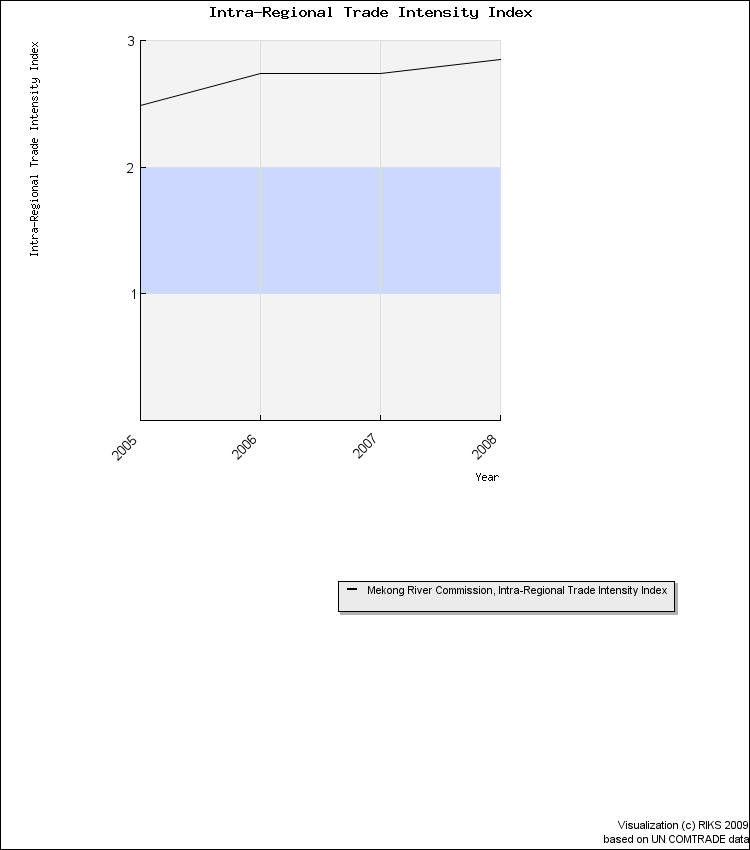 Intra-Regional Trade Intensity Index
Intra-Regional Trade Intensity Index
3
2
1
2005
2006
2007
2008
Year
Mekong River Commission, Intra-Regional Trade Intensity Index
Visualization (c) RIKS 2009
based on UN COMTRADE data